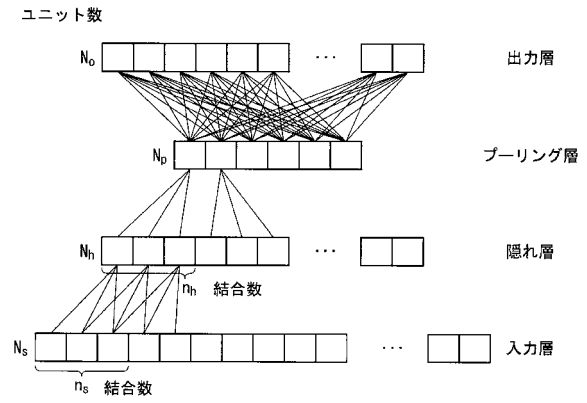 ユニット数
No
···
出力層
Np
プーリング層
Nh
···
隠れ層
nh 結合数
Ns
···
入力層
ns 結合数